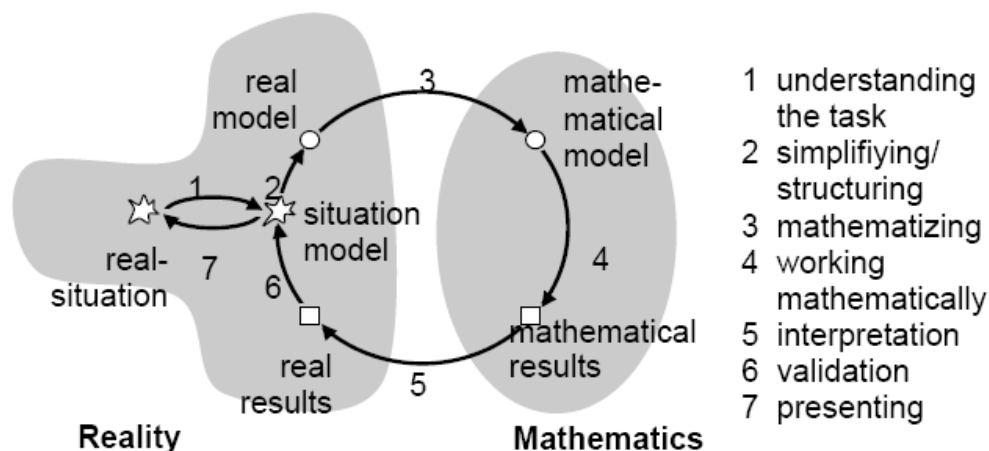 real
model
3
mathe-
matical
model
1
2
situation
model
real-
situation
7
6
4
mathematical
results
real
results
5
Reality
Mathematics
1 understanding
the task
2 simplifiying/
structuring
3 mathematizing
4 working
mathematically
5 interpretation
6 validation
7 presenting